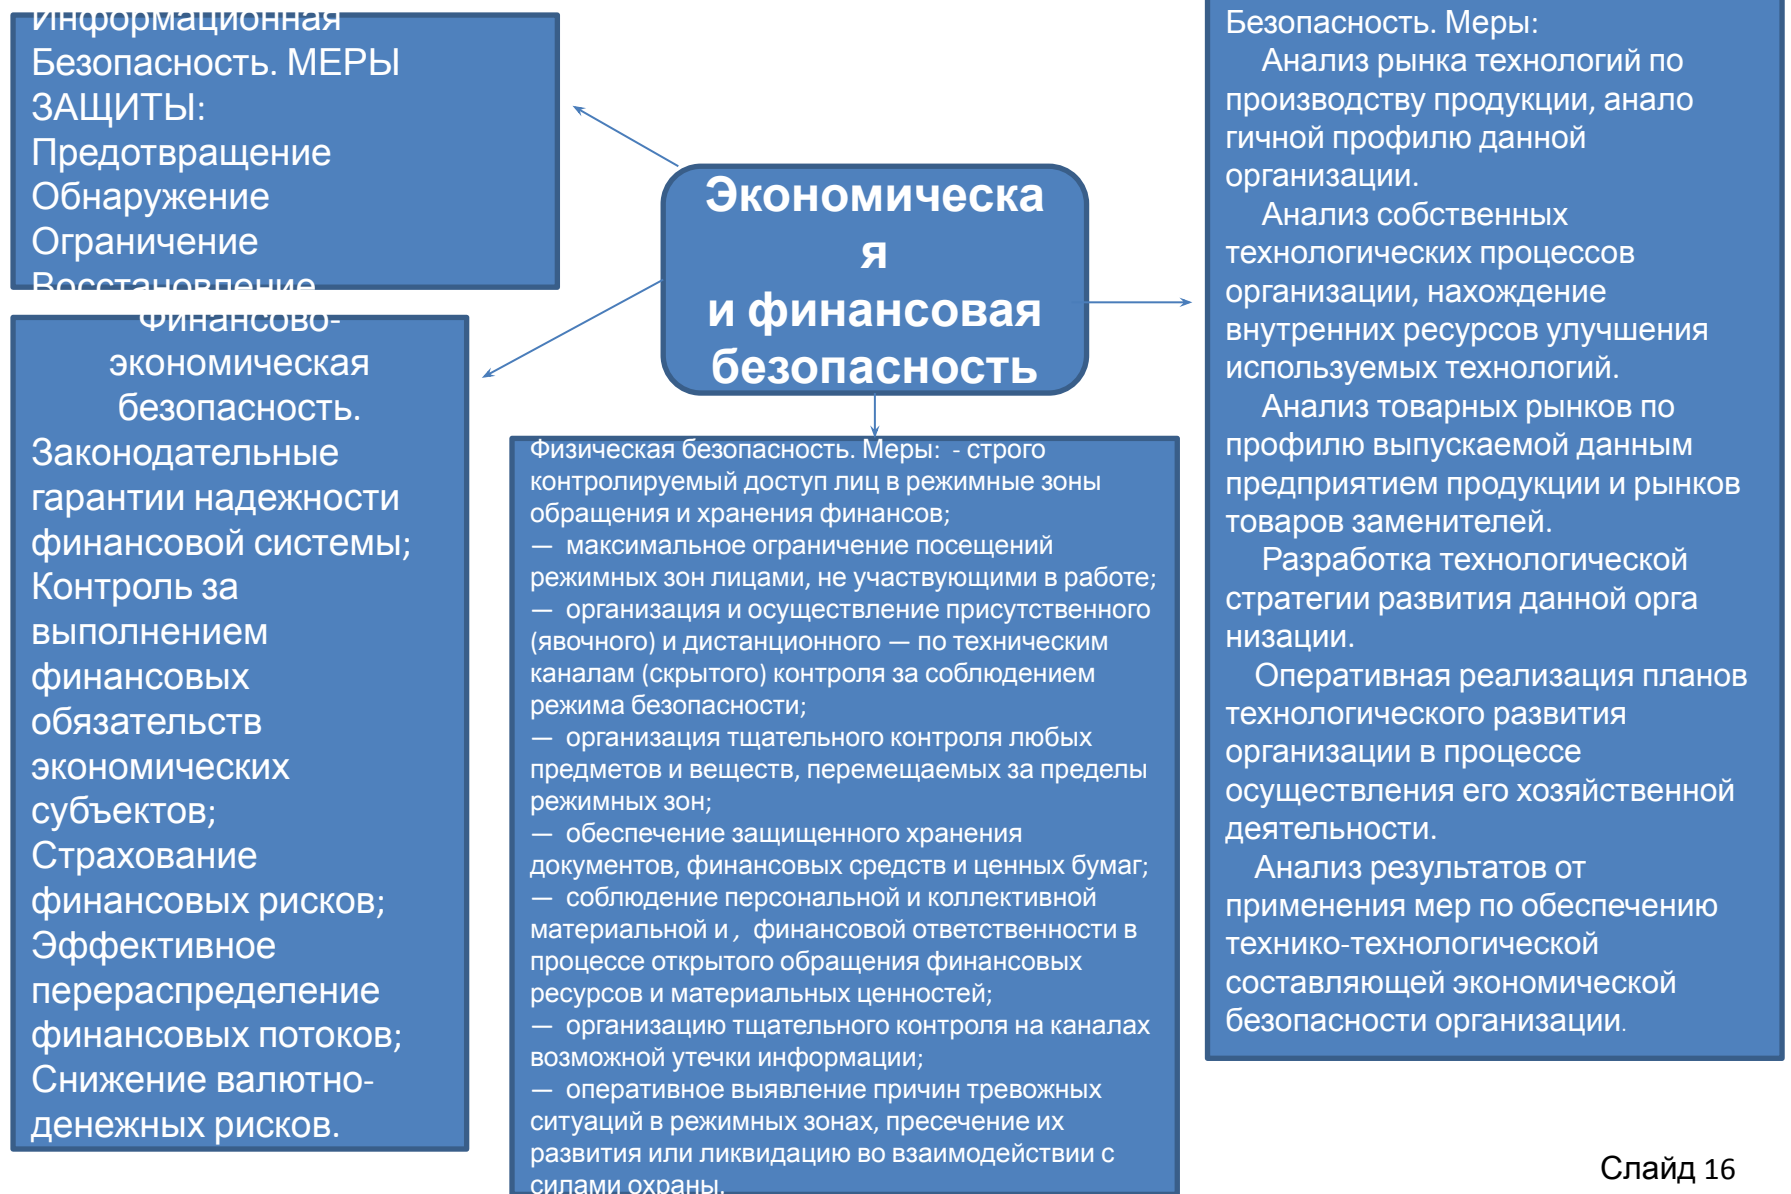 Информационная
Безопасность. МЕРЫ
ЗАЩИТЫ:
Предотвращение
Обнаружение
Ограничение
Восстановление
Финансово-
экономическая
безопасность.
Законодательные
гарантии надежности
финансовой системы;
Контроль за
выполнением
финансовых
обязательств
экономических
субъектов;
Страхование
финансовых рисков;
Эффективное
перераспределение
финансовых потоков;
Снижение валютно-
денежных рисков.
Экономическа
я
и финансовая
безопасность
Физическая безопасность. Меры:  - строго
контролируемый доступ лиц в режимные зоны
обращения и хранения финансов;
— максимальное ограничение посещений
режимных зон лицами, не участвующими в работе;
— организация и осуществление присутственного
(явочного) и дистанционного — по техническим
каналам (скрытого) контроля за соблюдением
режима безопасности;
— организация тщательного контроля любых
предметов и веществ, перемещаемых за пределы
режимных зон;
— обеспечение защищенного хранения
документов, финансовых средств и ценных бумаг;
— соблюдение персональной и коллективной
материальной и , финансовой ответственности в
процессе открытого обращения финансовых
ресурсов и материальных ценностей;
— организацию тщательного контроля на каналах
возможной утечки информации;
— оперативное выявление причин тревожных
ситуаций в режимных зонах, пресечение их
развития или ликвидацию во взаимодействии с
силами охраны.
Безопасность. Меры:
Анализ рынка технологий по
производству продукции, анало
гичной профилю данной
организации.
Анализ собственных
технологических процессов
организации, нахождение
внутренних ресурсов улучшения
используемых технологий.
Анализ товарных рынков по
профилю выпускаемой данным
предприятием продукции и рынков
товаров заменителей.
Разработка технологической
стратегии развития данной орга
низации.
Оперативная реализация планов
технологического развития
организации в процессе
осуществления его хозяйственной
деятельности.
Анализ результатов от
применения мер по обеспечению
технико-технологической
составляющей экономической
безопасности организации.
Слайд 16